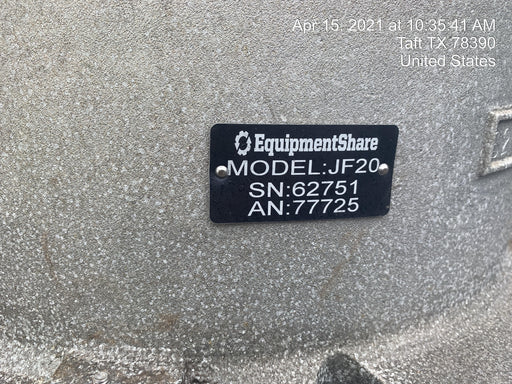 Apr 15, 2021 at 10:35:41 AM
Taft TX 78390
United States
EquipmentShare
MODEL:JF20
SN:62751
AN:77725